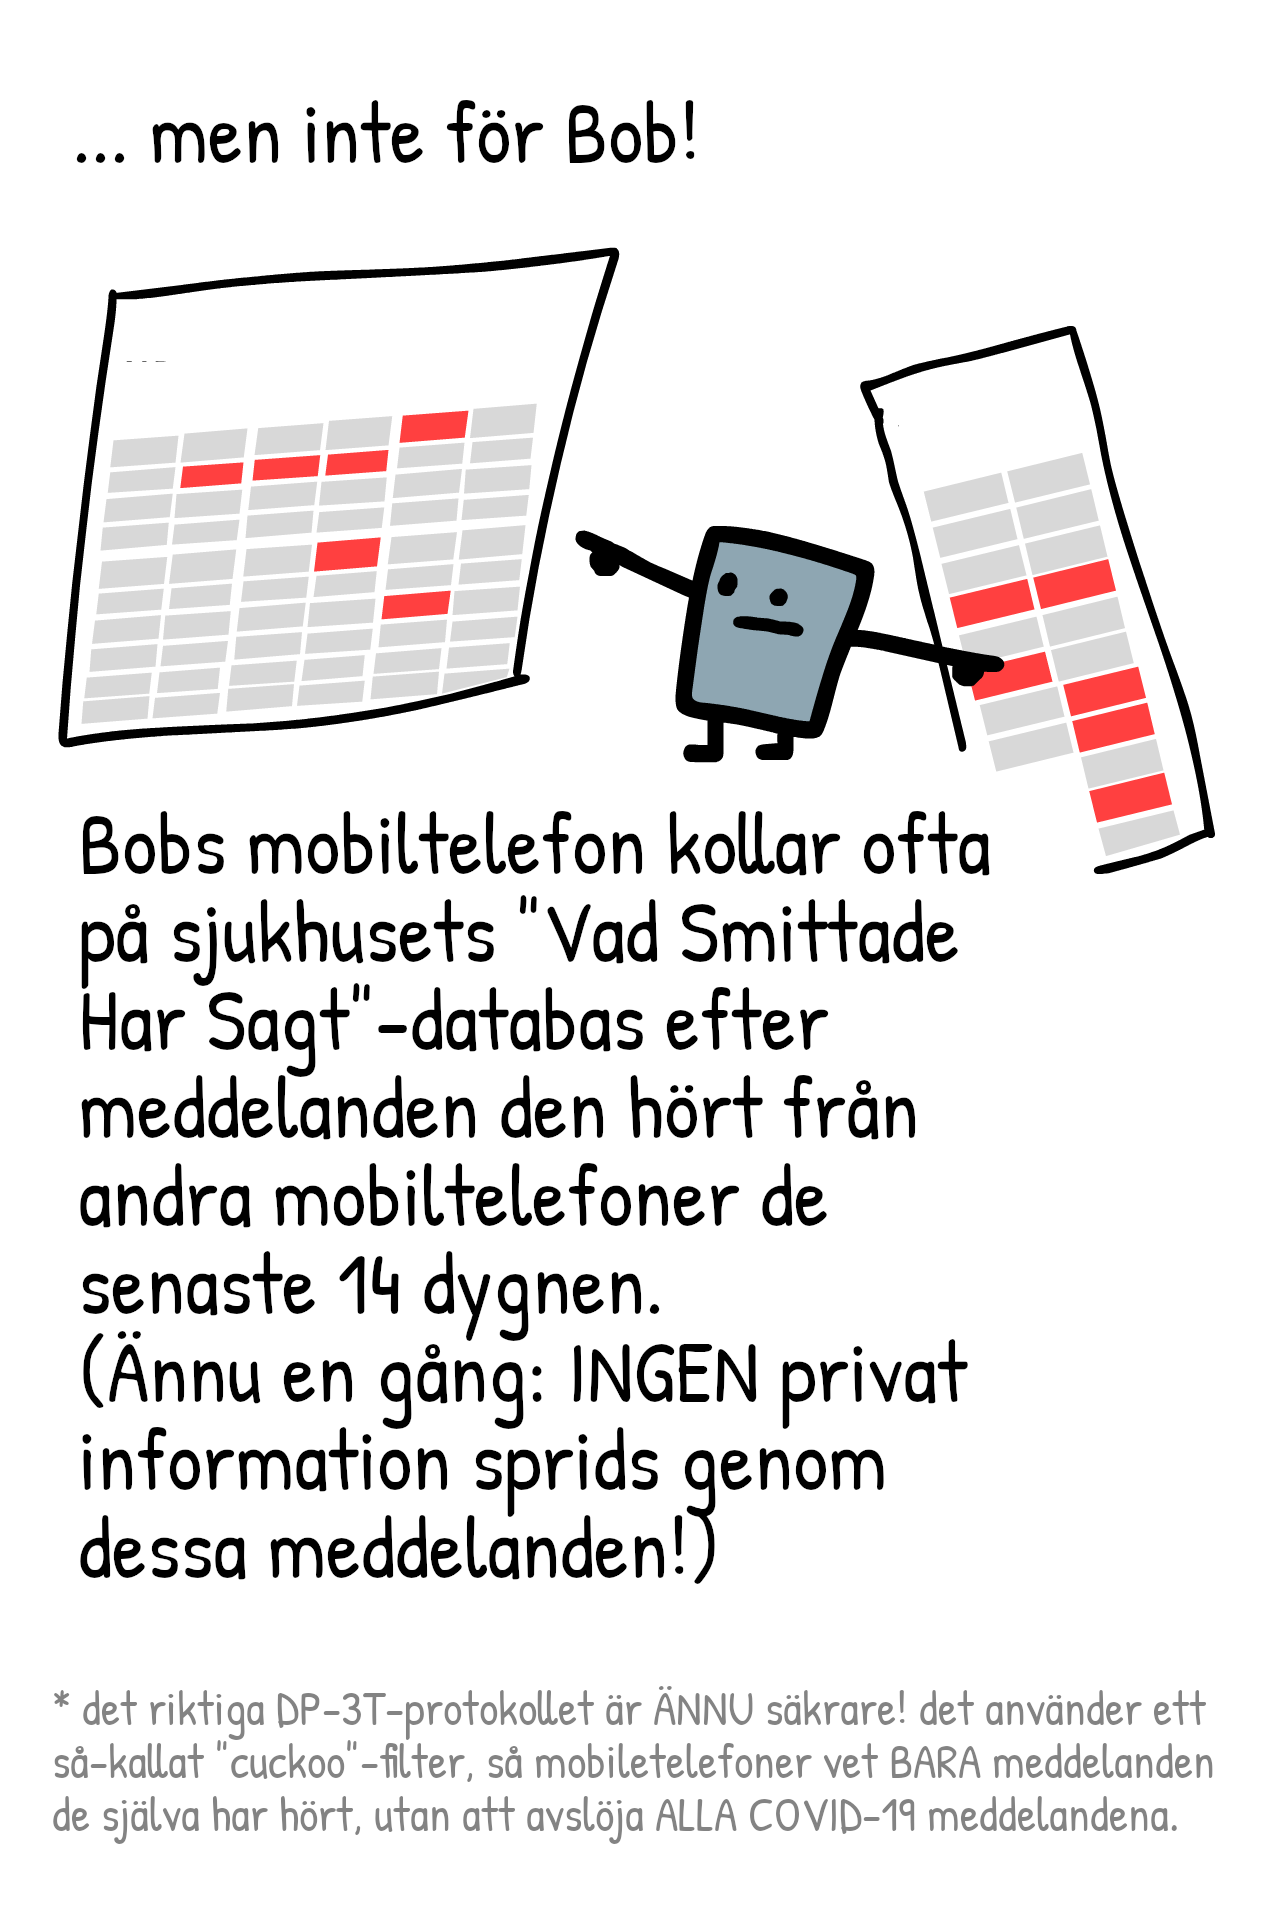 ... men inte för Bob!
Bobs mobiltelefon kollar ofta
på sjukhusets "Vad Smittade
Har Sagt"-databas efter
meddelanden den hört från
andra mobiltelefoner de
senaste 14 dygnen.
(Ännu en gång: INGEN privat
information sprids genom
dessa meddelanden!)
* det riktiga DP-3T-protokollet är ÄNNU säkrare! det använder ett
så-kallat "cuckoo"-filter, så mobiletelefoner vet BARA meddelanden
de själva har hört, utan att avslöja ALLA COVID-19 meddelandena.